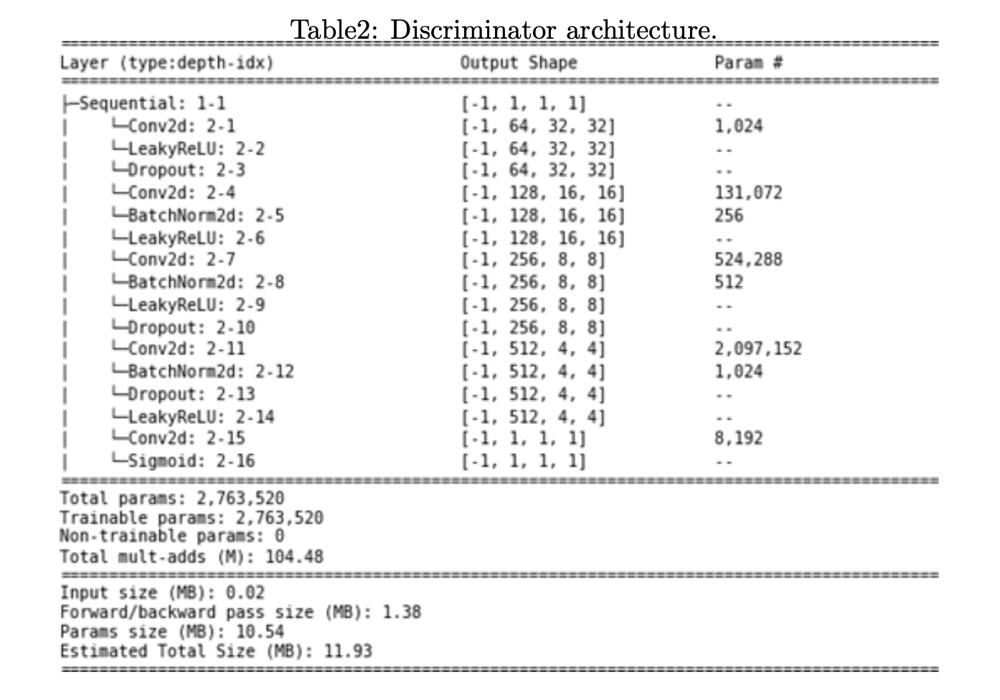 Table2: Discriminator architecture.
==========================================================================================
Layer (type:depth-idx)                   Output Shape              Param #
==========================================================================================
├─Sequential: 1-1                        [-1, 1, 1, 1]             --
|    └─Conv2d: 2-1                       [-1, 64, 32, 32]          1,024
|    └─LeakyReLU: 2-2                    [-1, 64, 32, 32]          --
|    └─Dropout: 2-3                      [-1, 64, 32, 32]          --
|    └─Conv2d: 2-4                       [-1, 128, 16, 16]         131,072
|    └─BatchNorm2d: 2-5                  [-1, 128, 16, 16]         256
|    └─LeakyReLU: 2-6                    [-1, 128, 16, 16]         --
|    └─Conv2d: 2-7                       [-1, 256, 8, 8]           524,288
|    └─BatchNorm2d: 2-8                  [-1, 256, 8, 8]           512
|    └─LeakyReLU: 2-9                    [-1, 256, 8, 8]           --
|    └─Dropout: 2-10                     [-1, 256, 8, 8]           --
|    └─Conv2d: 2-11                      [-1, 512, 4, 4]           2,097,152
|    └─BatchNorm2d: 2-12                 [-1, 512, 4, 4]           1,024
|    └─Dropout: 2-13                     [-1, 512, 4, 4]           --
|    └─LeakyReLU: 2-14                   [-1, 512, 4, 4]           --
|    └─Conv2d: 2-15                      [-1, 1, 1, 1]             8,192
|    └─Sigmoid: 2-16                     [-1, 1, 1, 1]             --
==========================================================================================
Total params: 2,763,520
Trainable params: 2,763,520
Non-trainable params: 0
Total mult-adds (M): 104.48
==========================================================================================
Input size (MB): 0.02
Forward/backward pass size (MB): 1.38
Params size (MB): 10.54
Estimated Total Size (MB): 11.93
==========================================================================================